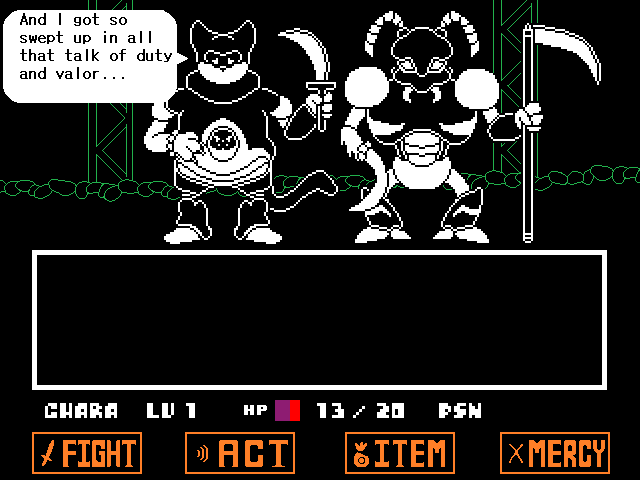 And I got so
swept up in all
that talk of duty
and valor...
CHARA LV 1 HP 13 / 20 PSN
FIGHT ACT ITEM MERCY